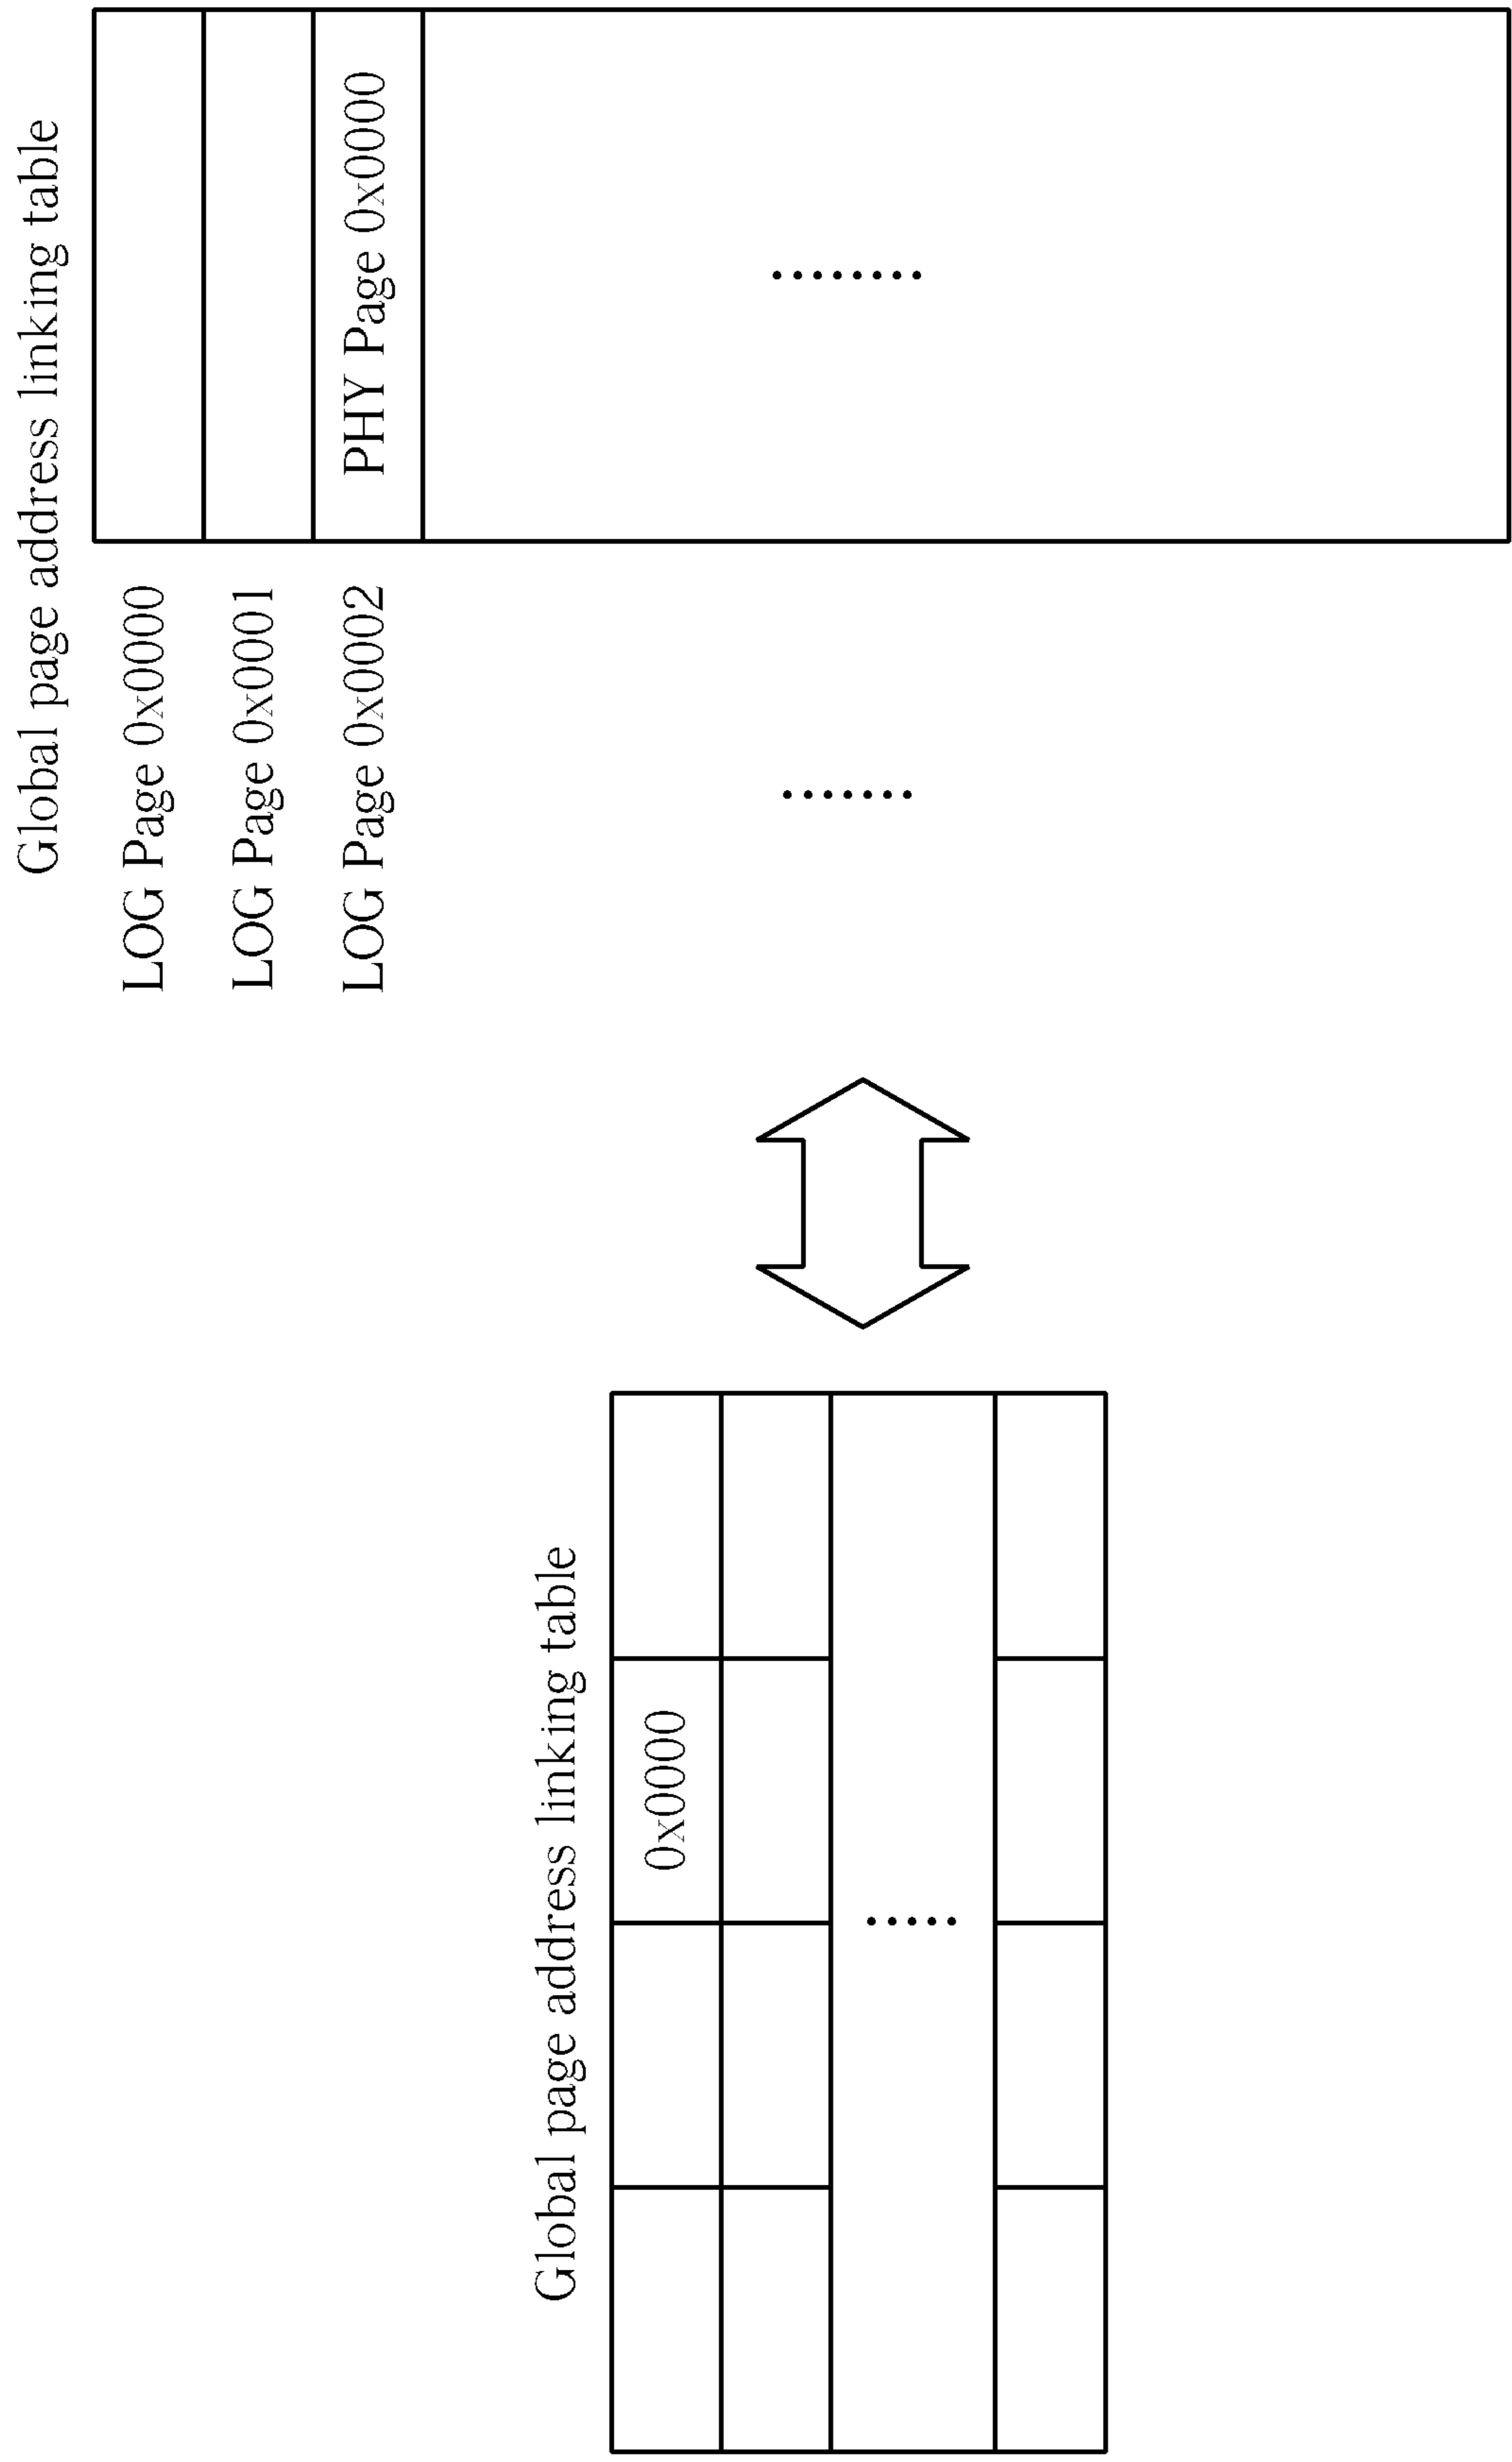 Global page address linking table
0x0000
Global page address linking table
LOG Page 0x0000
LOG Page 0x0001
LOG Page 0x0002
PHY Page 0x0000